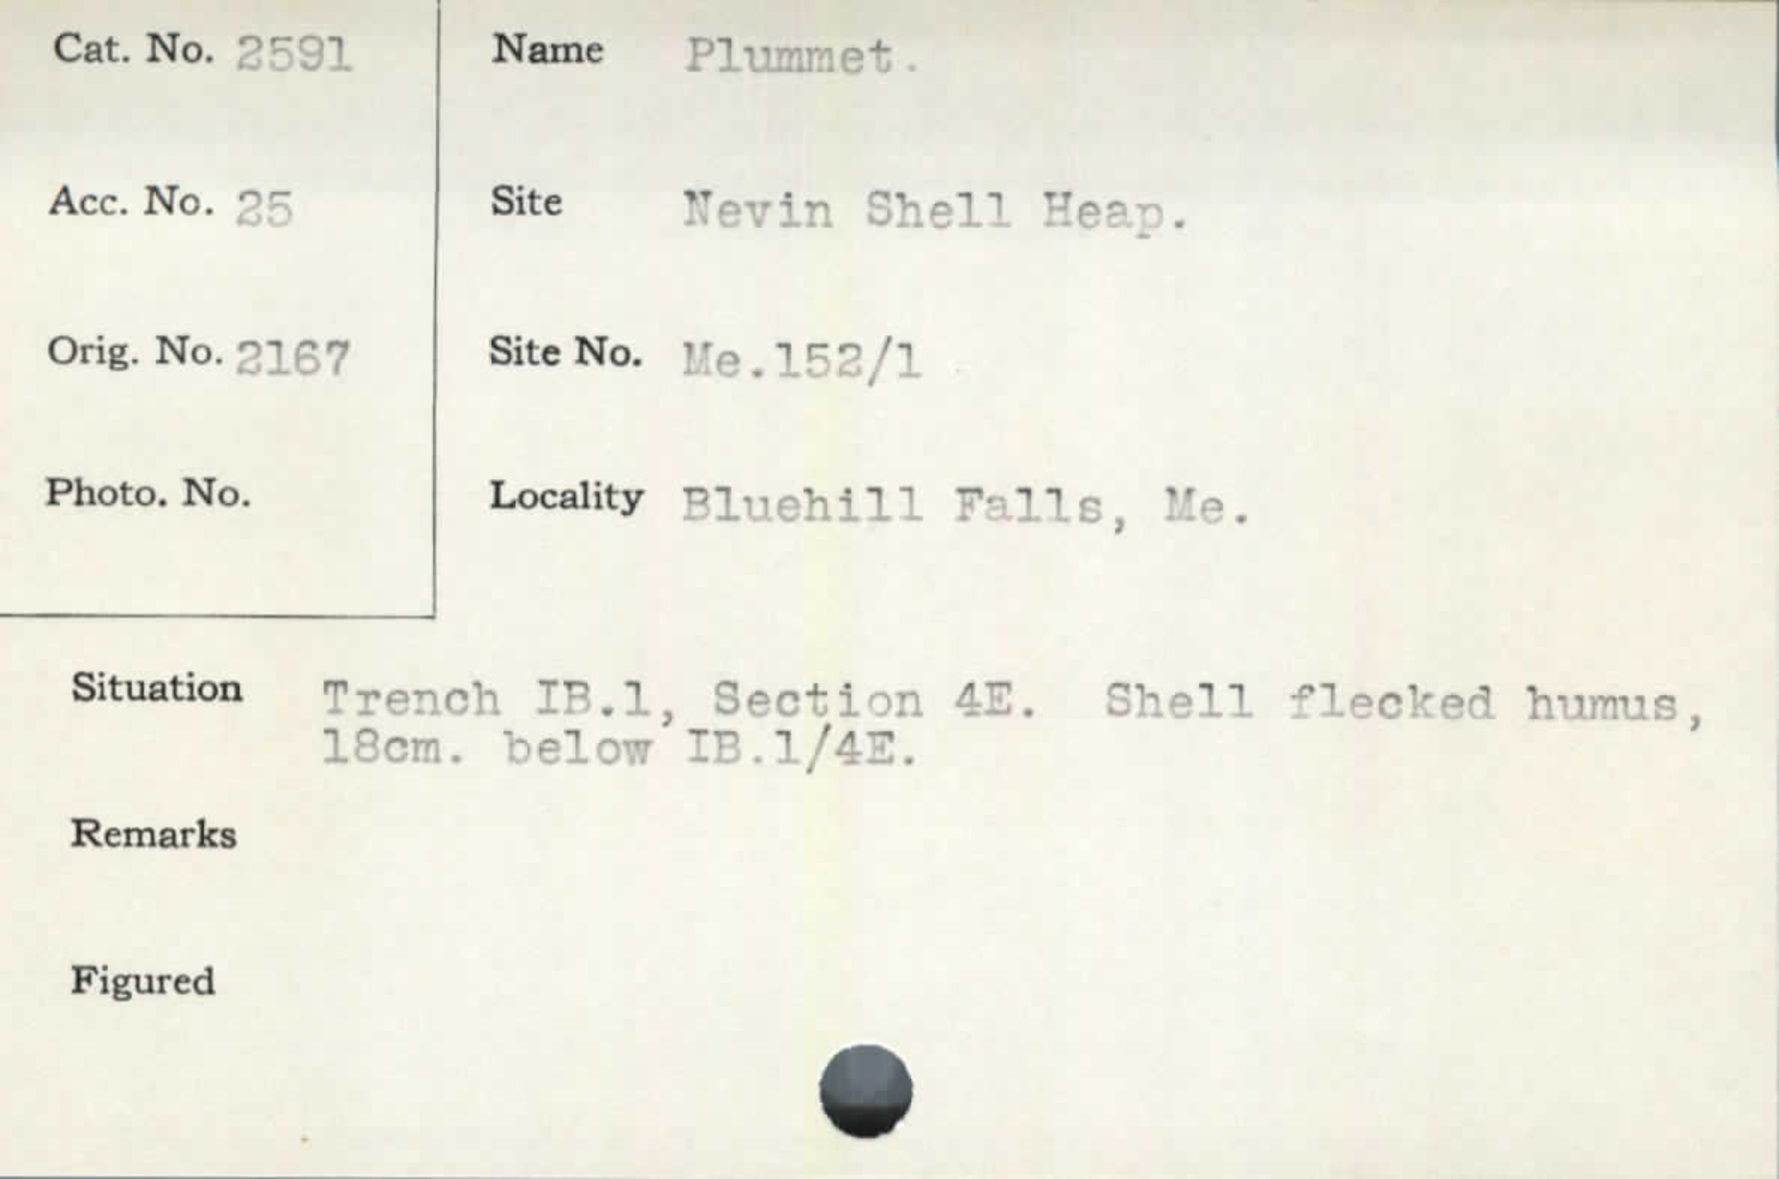 Cat. No. 2591
Acc. No. 25
Orig. No. 2167
Photo. No.
Name Plummet.
Site Nevin Shell Heap.
Site No. Me.152/1
Locality Bluehill Falls, Me.
Situation Trench IB.1, Section 4E. Shell flecked humus,
18cm. below IB.1/4E.
Remarks
Figured